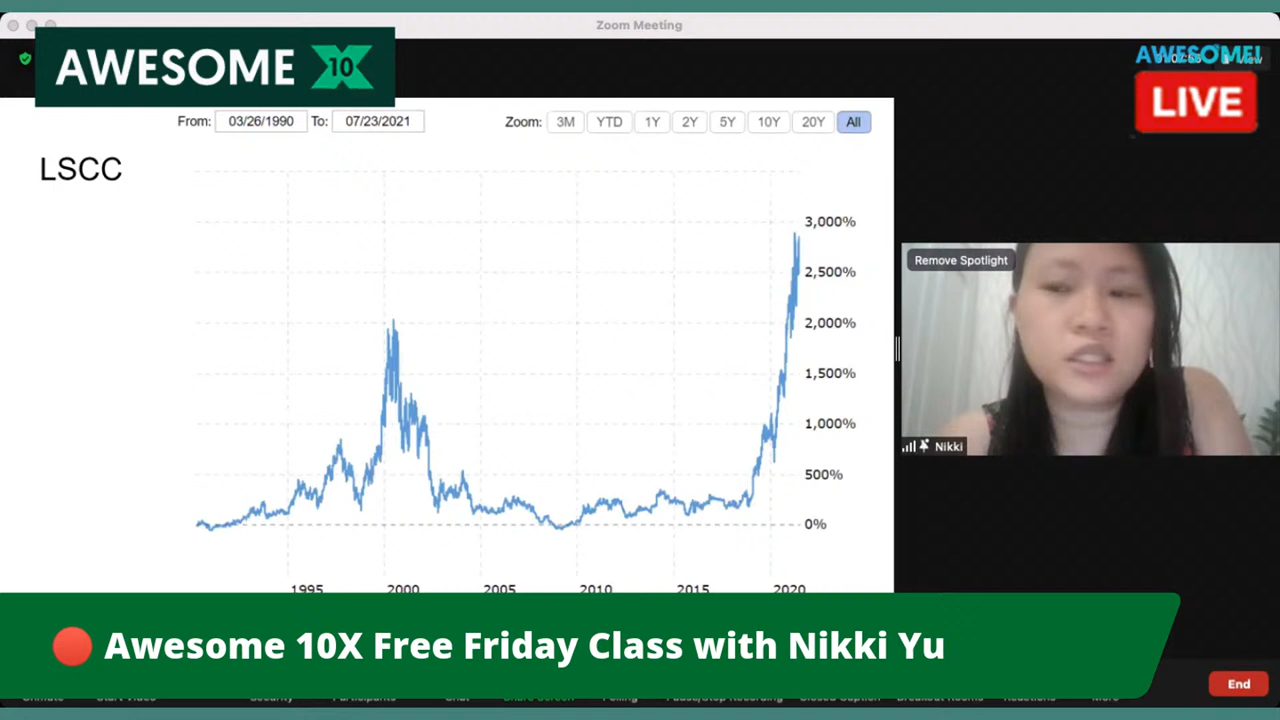 Zoom Meeting
AWESOME 10
AWESOME!
LIVE
From: 03/26/1990 To: 07/23/2021
Zoom: 3M YTD 1Y 2Y 5Y 10Y 20Y All
LSCC
3,000%
2,500%
2,000%
1,500%
1,000%
500%
0%
1995 2000 2005 2010 2015 2020
Remove Spotlight
Nikki
Awesome 10X Free Friday Class with Nikki Yu
End